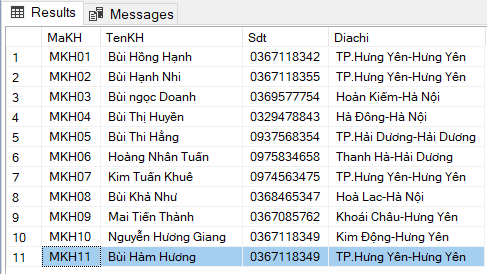 Results Messages
MaKH TenKH Sdt Diachi
1 MKH01 Bùi Hồng Hạnh 0367118342 TP.Hưng Yên-Hưng Yên
2 MKH02 Bùi Hạnh Nhi 0367118355 TP.Hưng Yên-Hưng Yên
3 MKH03 Bùi ngọc Doanh 0369577754 Hoàn Kiếm-Hà Nội
4 MKH04 Bùi Thị Huyền 0329478843 Hà Đông-Hà Nội
5 MKH05 Bùi Thi Hằng 0937568354 TP.Hải Dương-Hải Dương
6 MKH06 Hoàng Nhân Tuấn 0975834658 Thanh Hà-Hải Dương
7 MKH07 Kim Tuấn Khuê 0974563475 TP.Hưng Yên-Hưng Yên
8 MKH08 Bùi Khả Như 0368465347 Hoà Lac-Hà Nội
9 MKH09 Mai Tiến Thành 0367085762 Khoái Châu-Hưng Yên
10 MKH10 Nguyễn Hương Giang 0367118349 Kim Động-Hưng Yên
11 MKH11 Bùi Hàm Hương 0367118349 TP.Hưng Yên-Hưng Yên